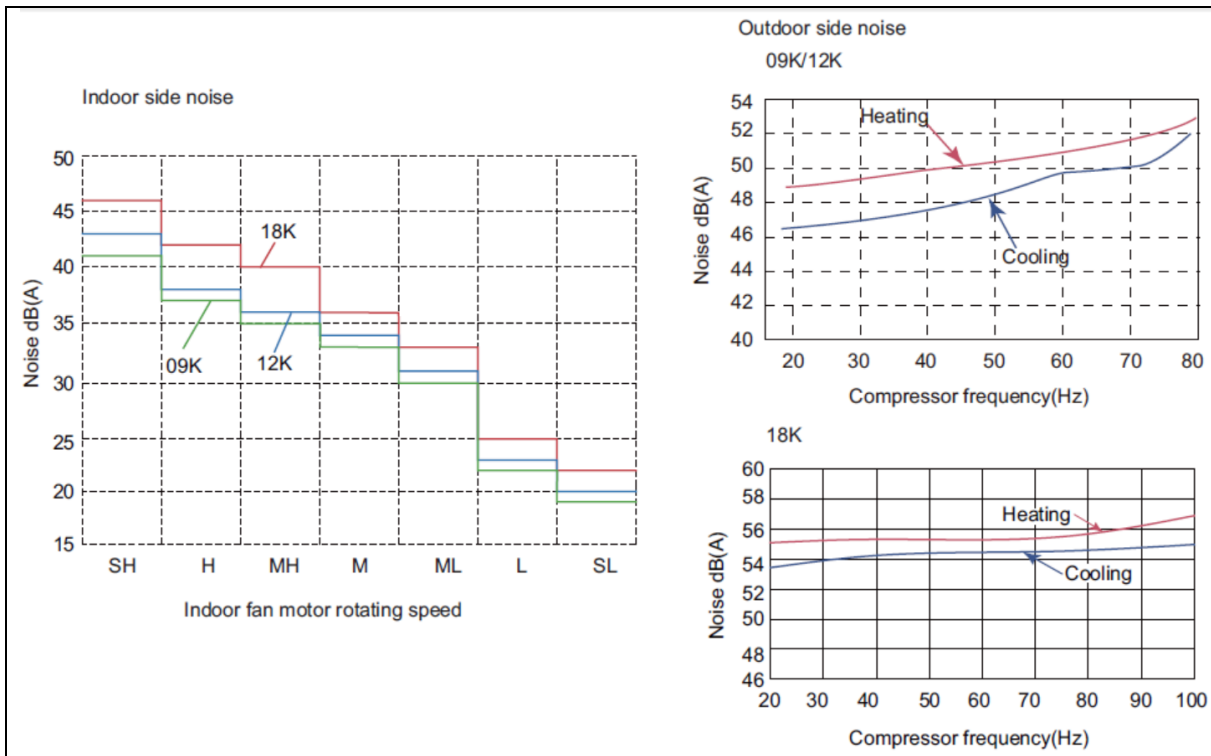 Indoor side noise
50
45
40
35
30
25
20
15
Noise dB(A)
18K
09K
12K
SH H MH M ML L SL
Indoor fan motor rotating speed
Outdoor side noise
09K/12K
54
52
50
48
46
44
42
40
Noise dB(A)
Heating
Cooling
20 30 40 50 60 70 80
Compressor frequency(Hz)
18K
60
58
56
54
52
50
48
46
Noise dB(A)
Heating
Cooling
20 30 40 50 60 70 80 90 100
Compressor frequency(Hz)